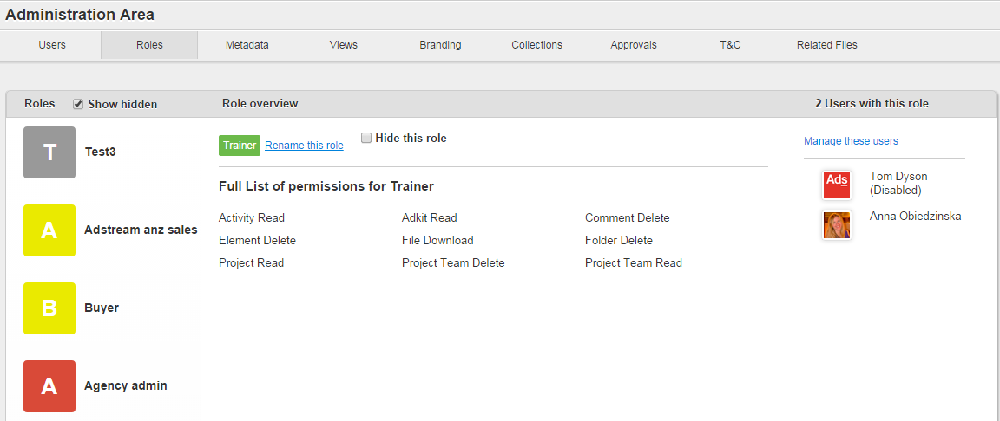 Administration Area
Users Roles Metadata Views Branding Collections Approvals T&C Related Files
Roles Show hidden Role overview 2 Users with this role
T Test3
A Adstream anz sales
B Buyer
A Agency admin
Trainer Rename this role Hide this role
Full List of permissions for Trainer
Activity Read Adkit Read Comment Delete
Element Delete File Download Folder Delete
Project Read Project Team Delete Project Team Read
Manage these users
Ads Tom Dyson
(Disabled)
Anna Obiedzinska